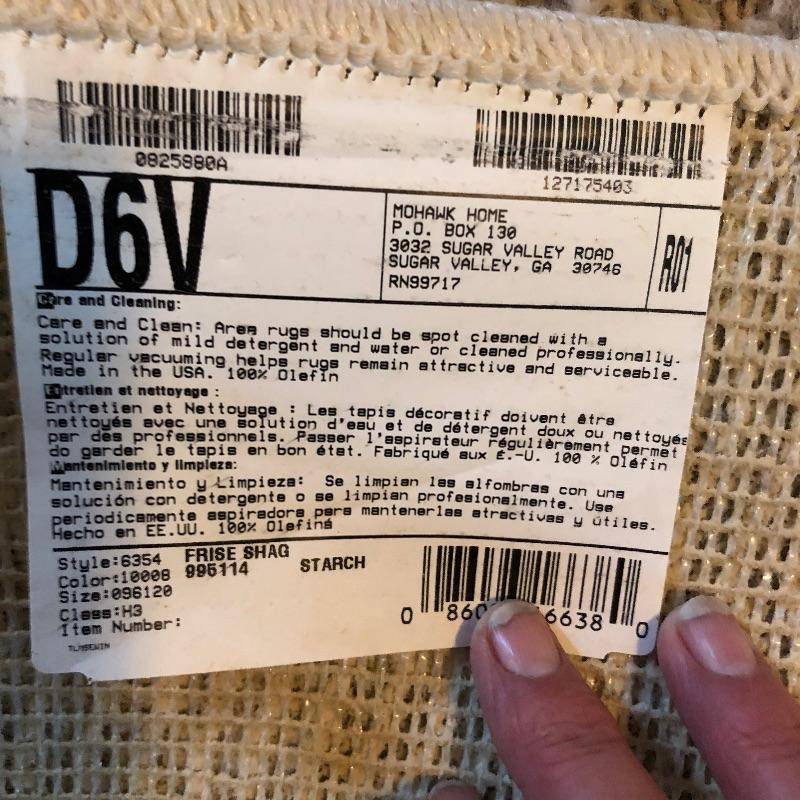 0825880A
127175403
D6V
MOHAWK HOME
P.O. BOX 130
3032 SUGAR VALLEY ROAD
SUGAR VALLEY, GA 30746
RN99717
R01
Care and Cleaning:
Care and Clean: Area rugs should be spot cleaned with a
solution of mild detergent and water or cleaned professionally.
Regular vacuuming helps rugs remain attractive and serviceable.
Made in the USA. 100% Olefin
Entretien et nettoyage :
Entretien et Nettoyage : Les tapis décoratif doivent être
nettoyés avec une solution d'eau et de détergent doux ou nettoyés
par des professionnels. Passer l'aspirateur régulièrement permet
do garder le tapis en bon état. Fabriqué aux É.-U. 100 % Oléfin
Mantenimiento y limpieza:
Mantenimiento y Limpieza: Se limpian las alfombras con una
solución con detergente o se limpian profesionalmente. Use
periodicamente aspiradora para mantenerlas atractivas y útiles.
Hecho en EE.UU. 100% Olefina
Style:6354 FRISE SHAG
Color:10008 995114 STARCH
Size:096120
Class:H3
Item Number:
0 860 6638 0